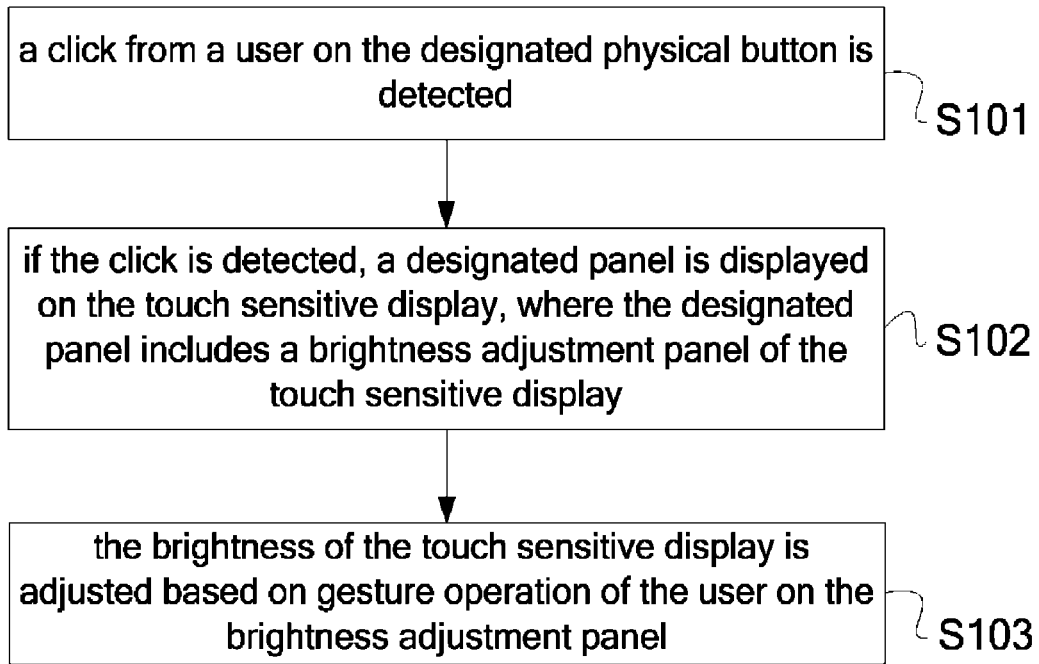 a click from a user on the designated physical button is
detected
S101
if the click is detected, a designated panel is displayed
on the touch sensitive display, where the designated
panel includes a brightness adjustment panel of the
touch sensitive display
S102
the brightness of the touch sensitive display is
adjusted based on gesture operation of the user on the
brightness adjustment panel
S103